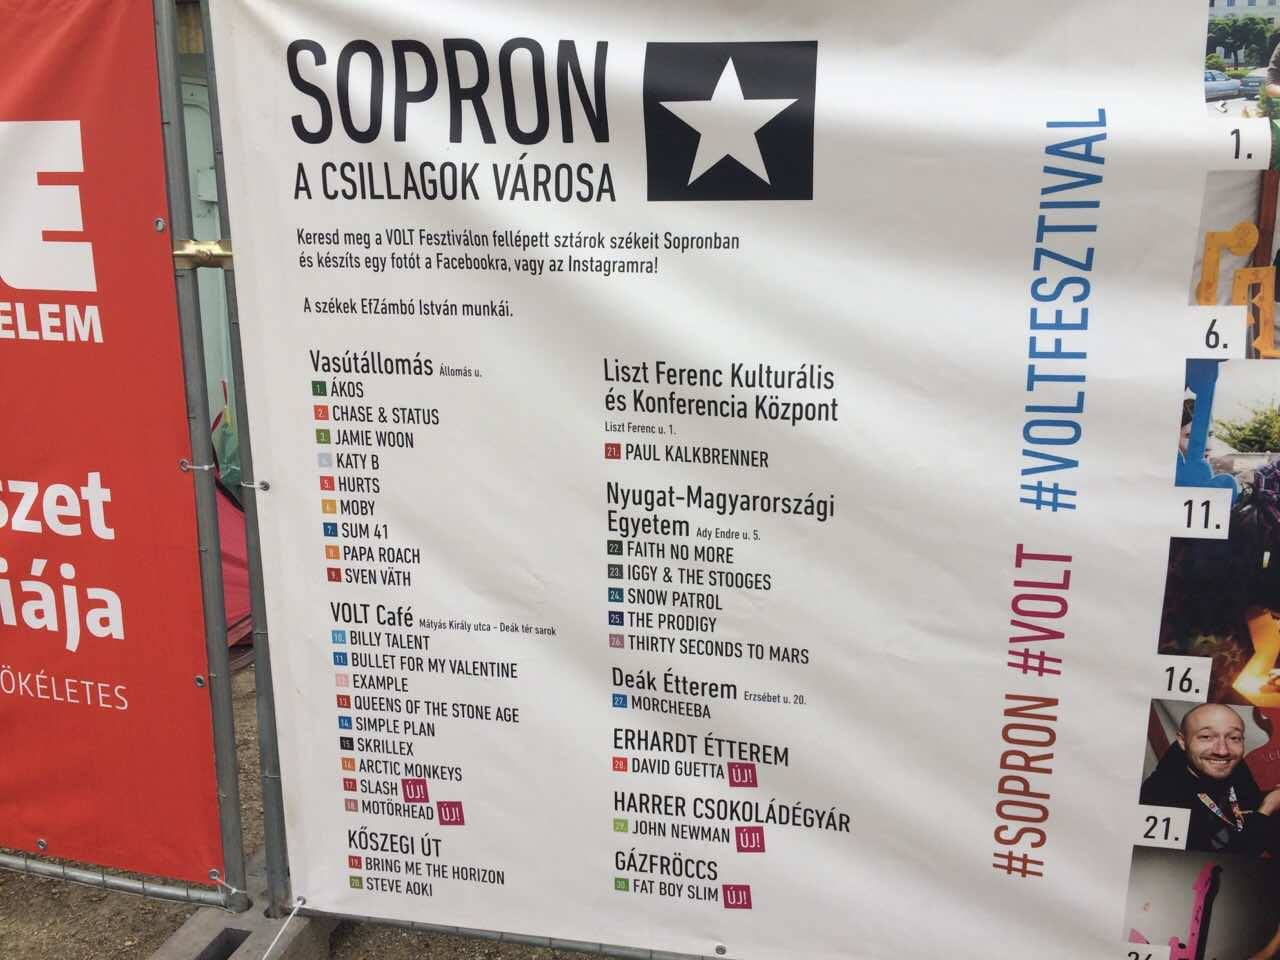 SOPRON
A CSILLAGOK VÁROSA
Keresd meg a VOLT Fesztiválon fellépett sztárok székeit Sopronban
és készíts egy fotót a Facebookra, vagy az Instagramra!
A székek EfZámbó István munkái.
Vasútállomás Állomás u.
1. ÁKOS
2. CHASE & STATUS
3. JAMIE WOON
4. KATY B
5. HURTS
6. MOBY
7. SUM 41
8. PAPA ROACH
9. SVEN VÄTH
VOLT Café Mátyás Király utca - Deák tér sarok
10. BILLY TALENT
11. BULLET FOR MY VALENTINE
12. EXAMPLE
13. QUEENS OF THE STONE AGE
14. SIMPLE PLAN
15. SKRILLEX
16. ARCTIC MONKEYS
17. SLASH ÚJ!
18. MOTÖRHEAD ÚJ!
KŐSZEGI ÚT
19. BRING ME THE HORIZON
20. STEVE AOKI
Liszt Ferenc Kulturális
és Konferencia Központ
Liszt Ferenc u. 1.
21. PAUL KALKBRENNER
Nyugat-Magyarországi
Egyetem Ady Endre u. 5.
22. FAITH NO MORE
23. IGGY & THE STOOGES
24. SNOW PATROL
25. THE PRODIGY
26. THIRTY SECONDS TO MARS
Deák Étterem Erzsébet u. 20.
27. MORCHEEBA
ERHARDT ÉTTEREM
28. DAVID GUETTA ÚJ!
HARRER CSOKOLÁDÉGYÁR
29. JOHN NEWMAN ÚJ!
GÁZFRÖCCS
30. FAT BOY SLIM ÚJ!
#SOPRON #VOLT #VOLTFESZTIVAL
1.
6.
11.
16.
21.
E
ELEM
szet
iája
ÖKÉLETES